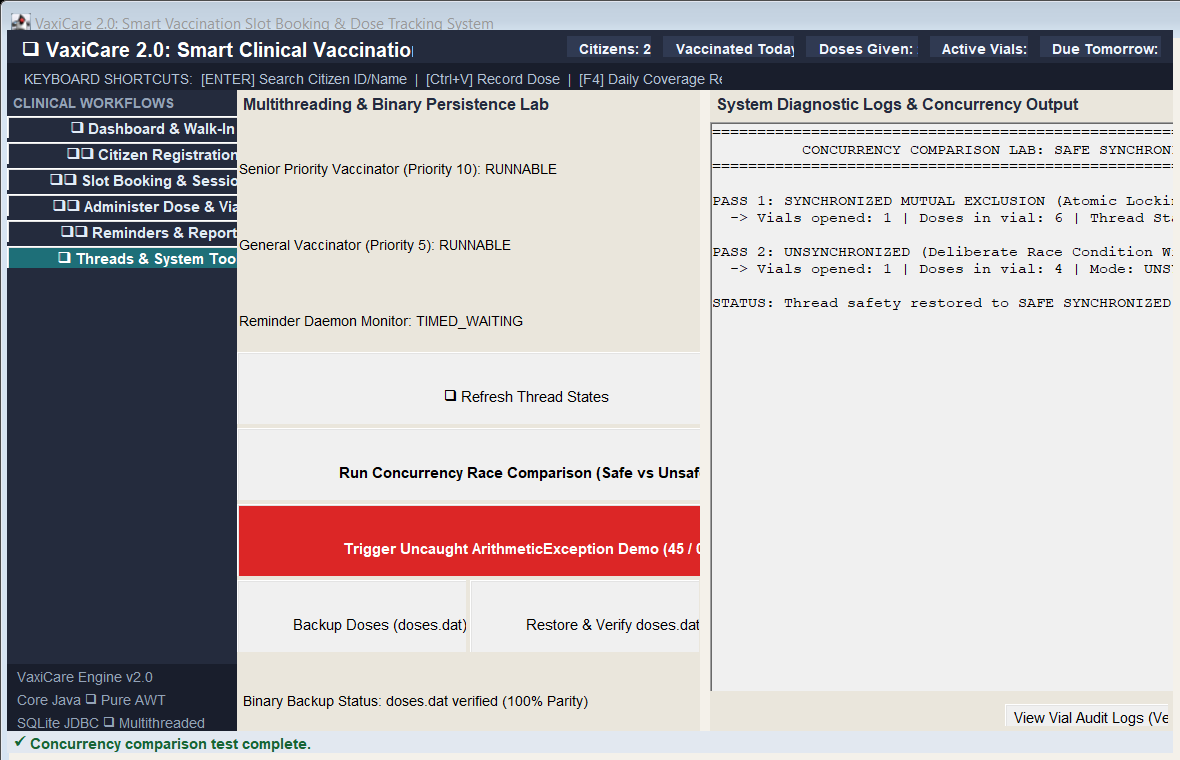 VaxiCare 2.0: Smart Vaccination Slot Booking & Dose Tracking System
VaxiCare 2.0: Smart Clinical Vaccinatio
Citizens: 2
Vaccinated Today
Doses Given:
Active Vials:
Due Tomorrow:
KEYBOARD SHORTCUTS: [ENTER] Search Citizen ID/Name | [Ctrl+V] Record Dose | [F4] Daily Coverage Re
CLINICAL WORKFLOWS
Dashboard & Walk-In
Citizen Registration
Slot Booking & Sessio
Administer Dose & Via
Reminders & Report
Threads & System Too
VaxiCare Engine v2.0
Core Java ❑ Pure AWT
SQLite JDBC ❑ Multithreaded
Multithreading & Binary Persistence Lab
Senior Priority Vaccinator (Priority 10): RUNNABLE
General Vaccinator (Priority 5): RUNNABLE
Reminder Daemon Monitor: TIMED_WAITING
Refresh Thread States
Run Concurrency Race Comparison (Safe vs Unsaf
Trigger Uncaught ArithmeticException Demo (45 / 0
Backup Doses (doses.dat)
Restore & Verify doses.dat
Binary Backup Status: doses.dat verified (100% Parity)
System Diagnostic Logs & Concurrency Output
===================================================
CONCURRENCY COMPARISON LAB: SAFE SYNCHRON
===================================================
PASS 1: SYNCHRONIZED MUTUAL EXCLUSION (Atomic Locki
-> Vials opened: 1 | Doses in vial: 6 | Thread Sta
PASS 2: UNSYNCHRONIZED (Deliberate Race Condition W
-> Vials opened: 1 | Doses in vial: 4 | Mode: UNS
STATUS: Thread safety restored to SAFE SYNCHRONIZED
View Vial Audit Logs (Ve
✓ Concurrency comparison test complete.